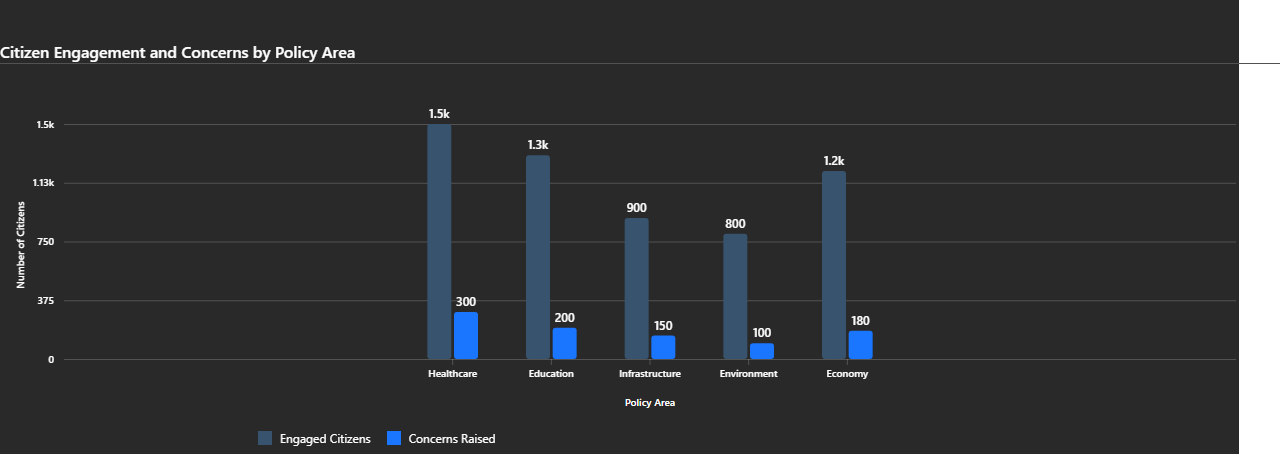 Citizen Engagement and Concerns by Policy Area
1.5k
1.3k
1.2k
900
800
300
200
150
100
180
1.5k
1.13k
750
375
0
Number of Citizens
Healthcare Education Infrastructure Environment Economy
Policy Area
Engaged Citizens Concerns Raised